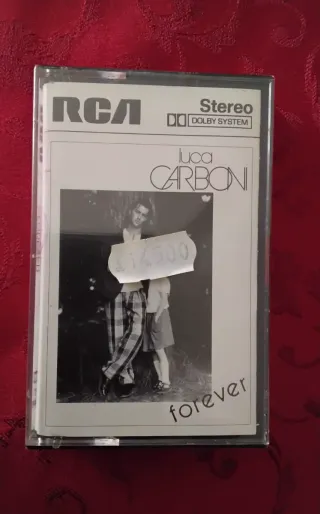 RCA
Stereo
DOLBY SYSTEM
luca
CARBONI
forever